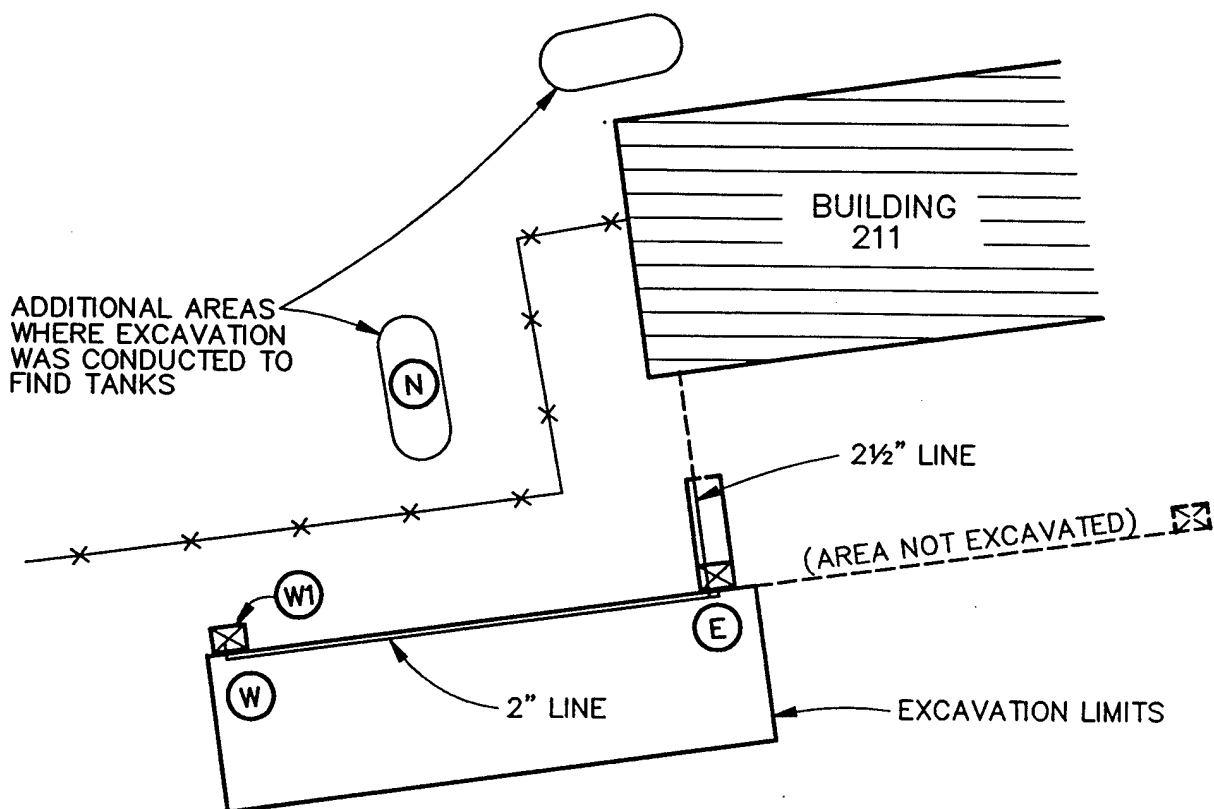 BUILDING
211
ADDITIONAL AREAS
WHERE EXCAVATION
WAS CONDUCTED TO
FIND TANKS
N
2½" LINE
(AREA NOT EXCAVATED)
W1
E
W
2" LINE
EXCAVATION LIMITS